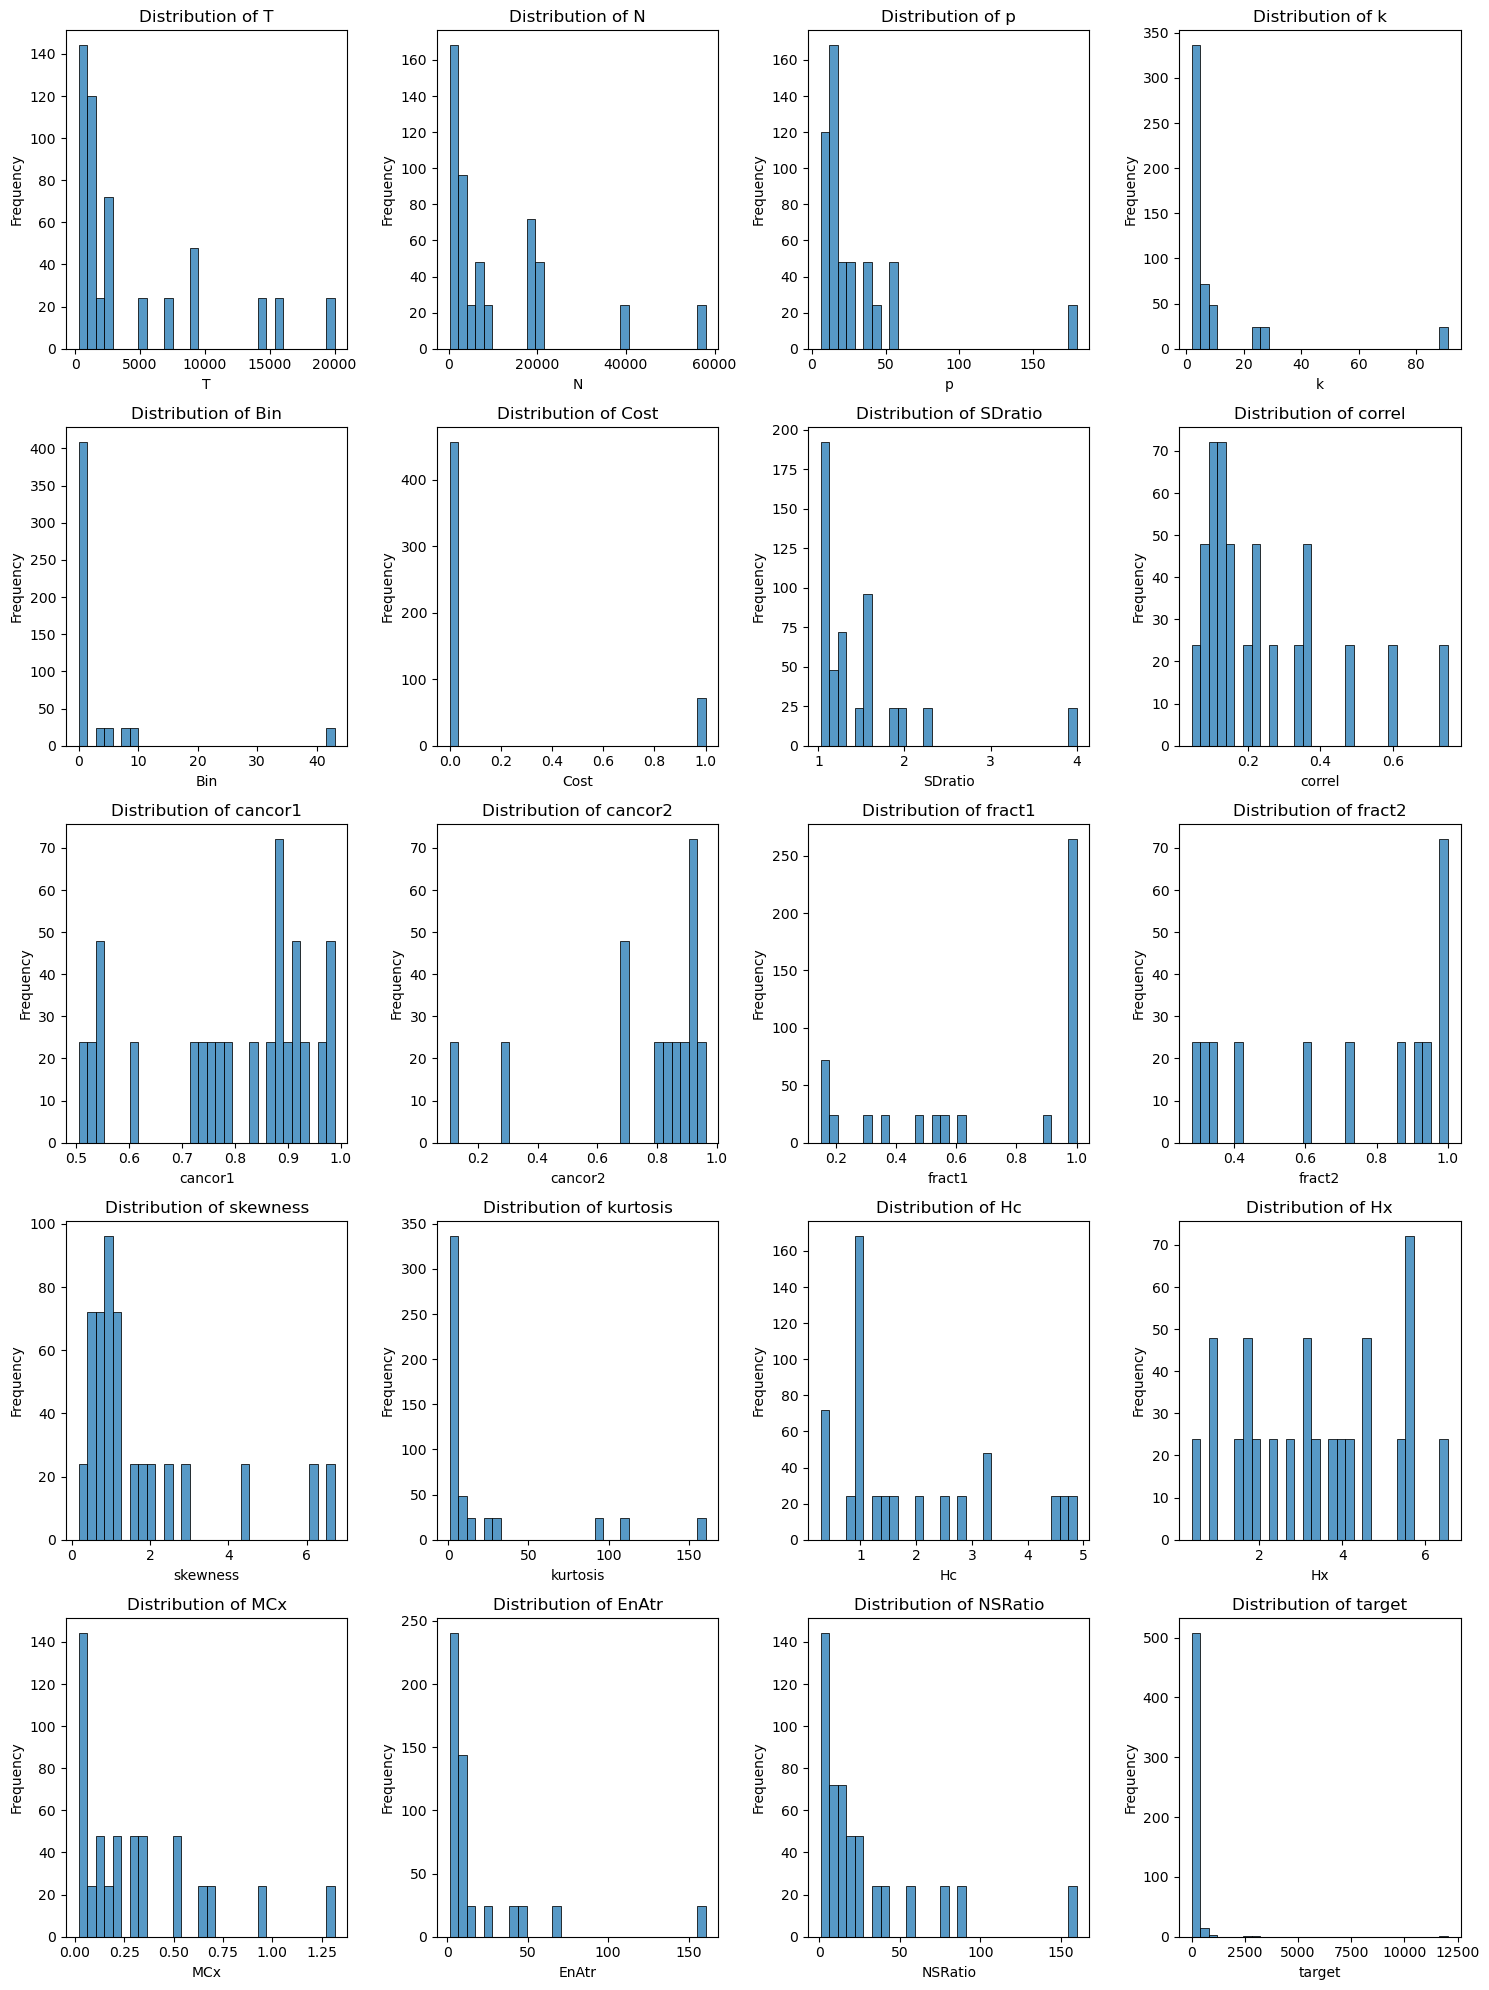 Distribution of T
Frequency
140
120
100
80
60
40
20
0
0 5000 10000 15000 20000
T
Distribution of N
Frequency
160
140
120
100
80
60
40
20
0
0 20000 40000 60000
N
Distribution of p
Frequency
160
140
120
100
80
60
40
20
0
0 50 100 150
p
Distribution of k
Frequency
350
300
250
200
150
100
50
0
0 20 40 60 80
k
Distribution of Bin
Frequency
400
350
300
250
200
150
100
50
0
0 10 20 30 40
Bin
Distribution of Cost
Frequency
400
300
200
100
0
0.0 0.2 0.4 0.6 0.8 1.0
Cost
Distribution of SDratio
Frequency
200
175
150
125
100
75
50
25
0
1 2 3 4
SDratio
Distribution of correl
Frequency
70
60
50
40
30
20
10
0
0.2 0.4 0.6
correl
Distribution of cancor1
Frequency
70
60
50
40
30
20
10
0
0.5 0.6 0.7 0.8 0.9 1.0
cancor1
Distribution of cancor2
Frequency
70
60
50
40
30
20
10
0
0.2 0.4 0.6 0.8 1.0
cancor2
Distribution of fract1
Frequency
250
200
150
100
50
0
0.2 0.4 0.6 0.8 1.0
fract1
Distribution of fract2
Frequency
70
60
50
40
30
20
10
0
0.4 0.6 0.8 1.0
fract2
Distribution of skewness
Frequency
100
80
60
40
20
0
0 2 4 6
skewness
Distribution of kurtosis
Frequency
350
300
250
200
150
100
50
0
0 50 100 150
kurtosis
Distribution of Hc
Frequency
160
140
120
100
80
60
40
20
0
1 2 3 4 5
Hc
Distribution of Hx
Frequency
70
60
50
40
30
20
10
0
2 4 6
Hx
Distribution of MCx
Frequency
140
120
100
80
60
40
20
0
0.00 0.25 0.50 0.75 1.00 1.25
MCx
Distribution of EnAtr
Frequency
250
200
150
100
50
0
0 50 100 150
EnAtr
Distribution of NSRatio
Frequency
140
120
100
80
60
40
20
0
0 50 100 150
NSRatio
Distribution of target
Frequency
500
400
300
200
100
0
0 2500 5000 7500 10000 12500
target